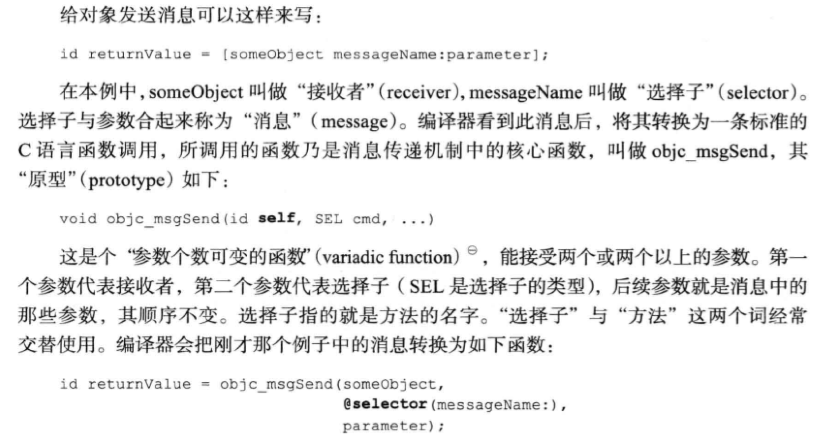 给对象发送消息可以这样来写：
id returnValue = [someObject messageName:parameter];
在本例中，someObject 叫做 “接收者”（receiver），messageName 叫做 “选择子”（selector）。
选择子与参数合起来称为 “消息”（message）。编译器看到此消息后，将其转换为一条标准的
C 语言函数调用，所调用的函数乃是消息传递机制中的核心函数，叫做 objc_msgSend，其
“原型”（prototype）如下：
void objc_msgSend(id self, SEL cmd, ...)
这是个 “参数个数可变的函数”（variadic function）㊀，能接受两个或两个以上的参数。第一
个参数代表接收者，第二个参数代表选择子（SEL 是选择子的类型），后续参数就是消息中的
那些参数，其顺序不变。选择子指的就是方法的名字。“选择子” 与 “方法” 这两个词经常
交替使用。编译器会把刚才那个例子中的消息转换为如下函数：
id returnValue = objc_msgSend(someObject,
@selector(messageName:),
parameter);